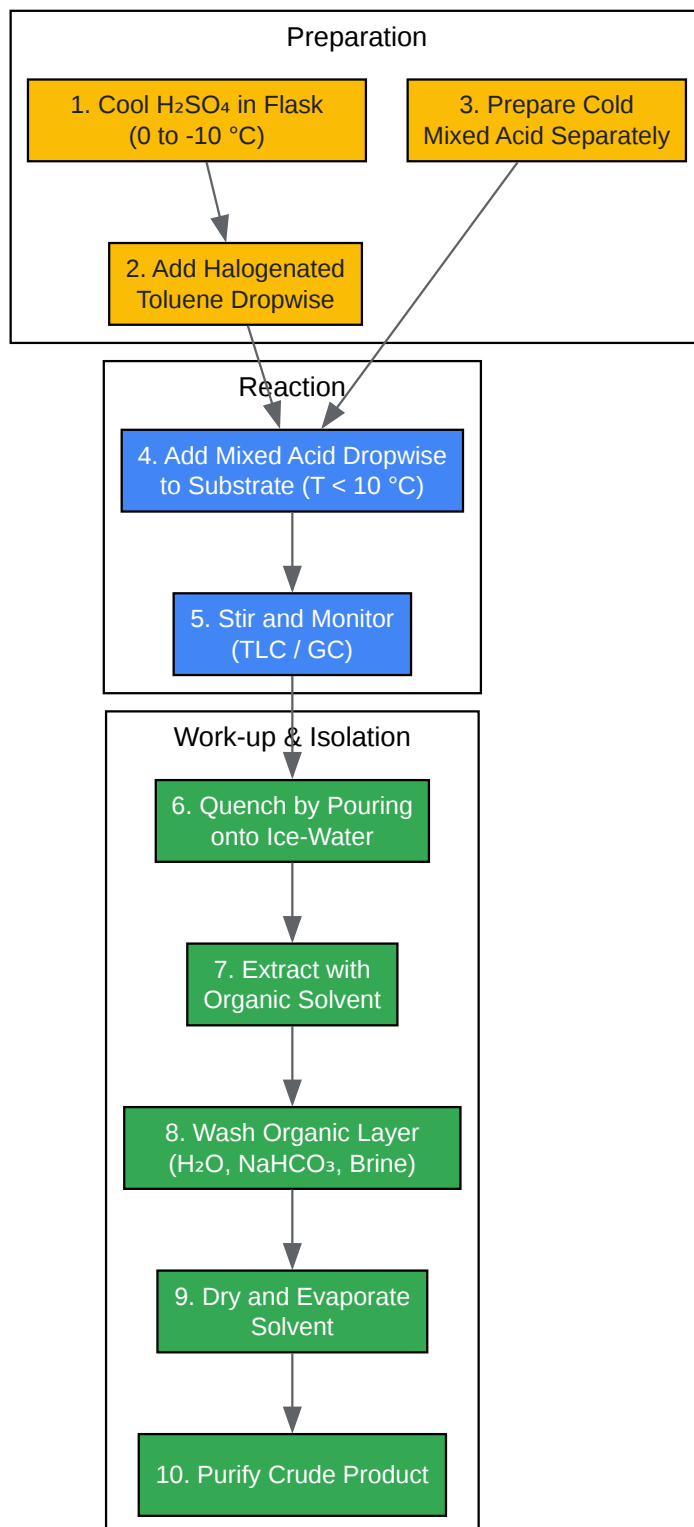 Preparation
1. Cool H₂SO₄ in Flask
(0 to -10 °C)
3. Prepare Cold
Mixed Acid Separately
2. Add Halogenated
Toluene Dropwise
Reaction
4. Add Mixed Acid Dropwise
to Substrate (T < 10 °C)
5. Stir and Monitor
(TLC / GC)
Work-up & Isolation
6. Quench by Pouring
onto Ice-Water
7. Extract with
Organic Solvent
8. Wash Organic Layer
(H₂O, NaHCO₃, Brine)
9. Dry and Evaporate
Solvent
10. Purify Crude Product